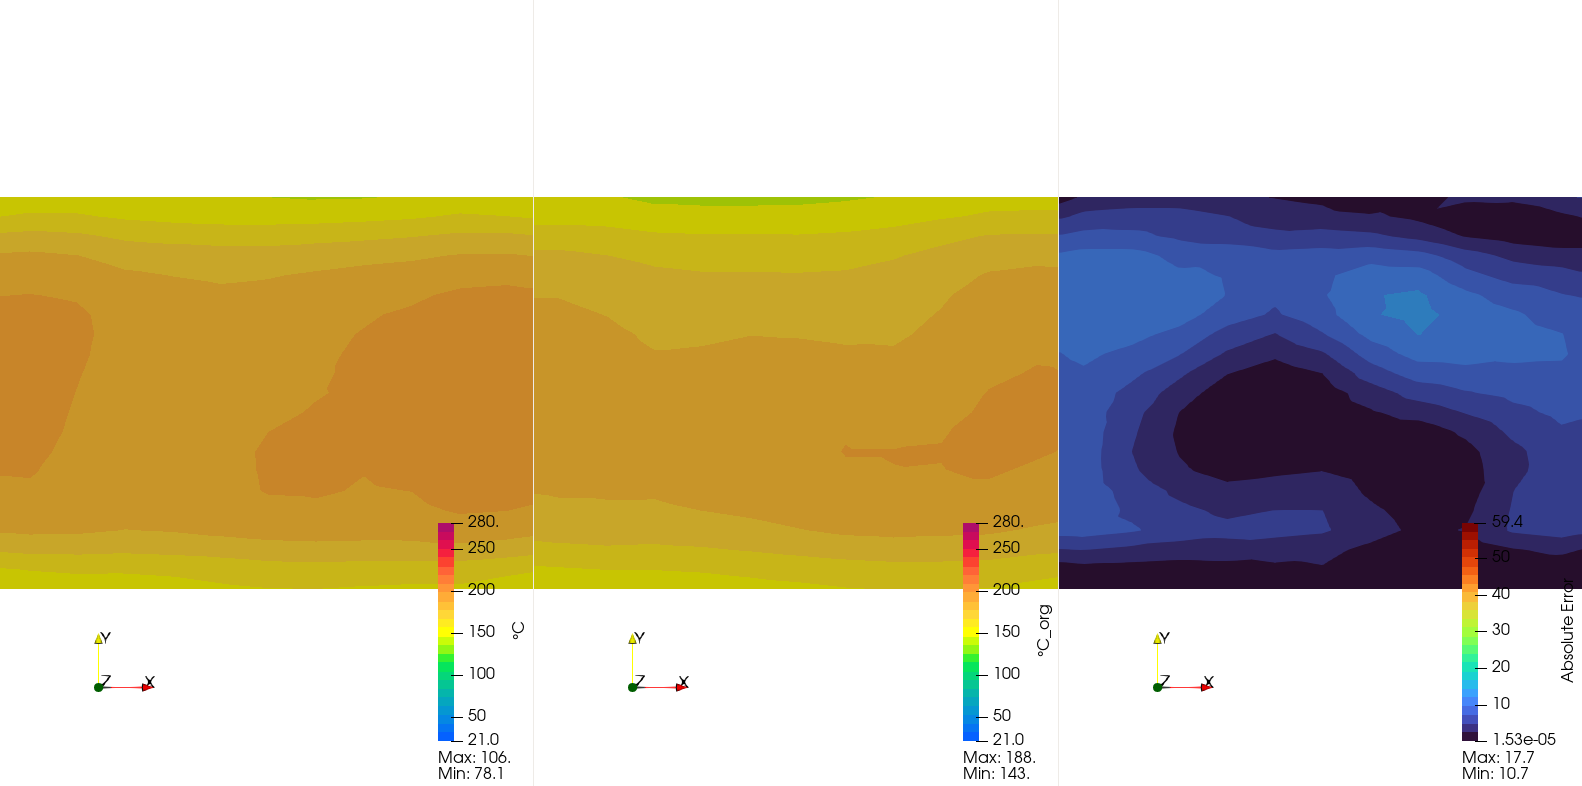 280.
250
200
150
100
50
21.0
°C
Max: 106.
Min: 78.1
Y
Z
X
280.
250
200
150
100
50
21.0
°C_org
Max: 188.
Min: 143.
Y
Z
X
59.4
50
40
30
20
10
1.53e-05
Absolute Error
Max: 17.7
Min: 10.7
Y
Z
X